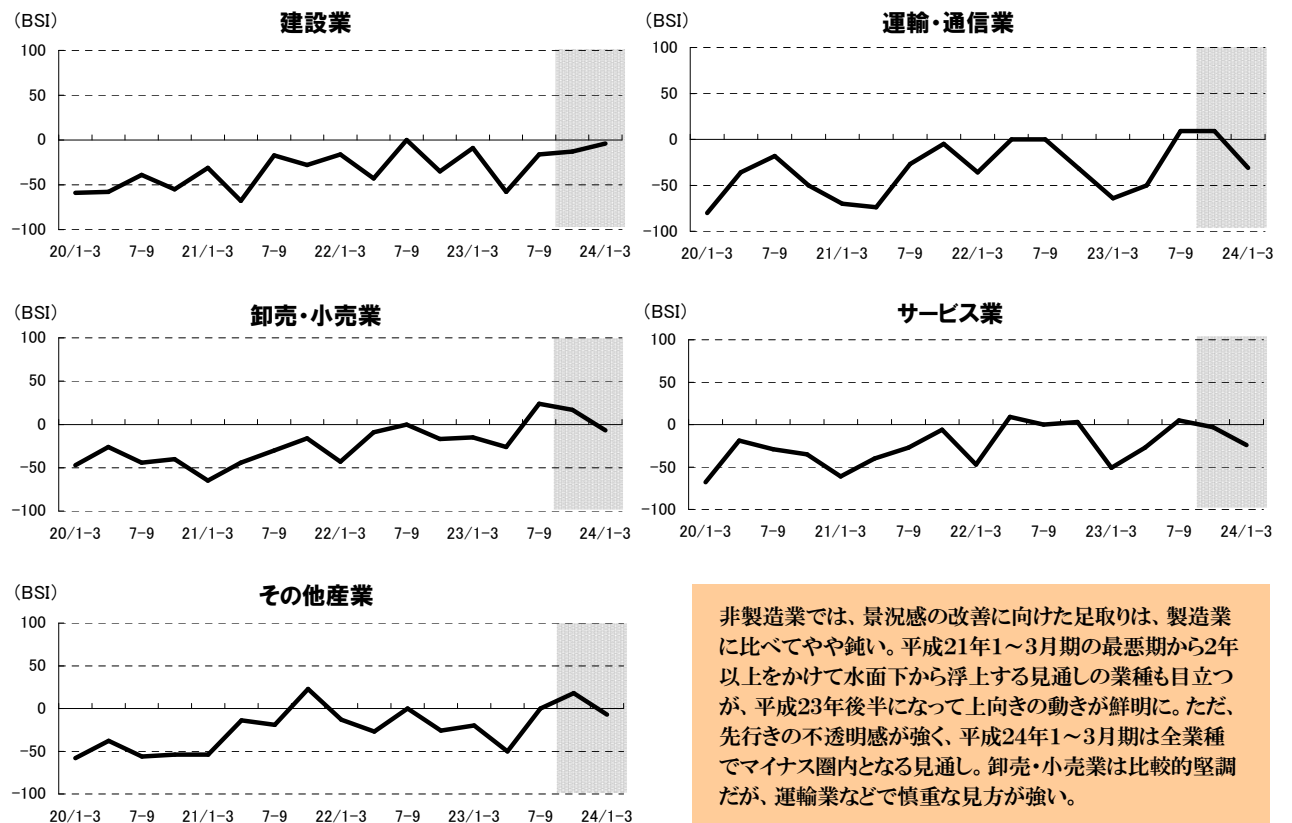 (BSI)
建設業
100
50
0
-50
-100
20/1-3 7-9 21/1-3 7-9 22/1-3 7-9 23/1-3 7-9 24/1-3
(BSI)
運輸・通信業
100
50
0
-50
-100
20/1-3 7-9 21/1-3 7-9 22/1-3 7-9 23/1-3 7-9 24/1-3
(BSI)
卸売・小売業
100
50
0
-50
-100
20/1-3 7-9 21/1-3 7-9 22/1-3 7-9 23/1-3 7-9 24/1-3
(BSI)
サービス業
100
50
0
-50
-100
20/1-3 7-9 21/1-3 7-9 22/1-3 7-9 23/1-3 7-9 24/1-3
(BSI)
その他産業
100
50
0
-50
-100
20/1-3 7-9 21/1-3 7-9 22/1-3 7-9 23/1-3 7-9 24/1-3
非製造業では、景況感の改善に向けた足取りは、製造業
に比べてやや鈍い。平成21年1～3月期の最悪期から2年
以上をかけて水面下から浮上する見通しの業種も目立つ
が、平成23年後半になって上向きの動きが鮮明に。ただ、
先行きの不透明感が強く、平成24年1～3月期は全業種
でマイナス圏内となる見通し。卸売・小売業は比較的堅調
だが、運輸業などで慎重な見方が強い。